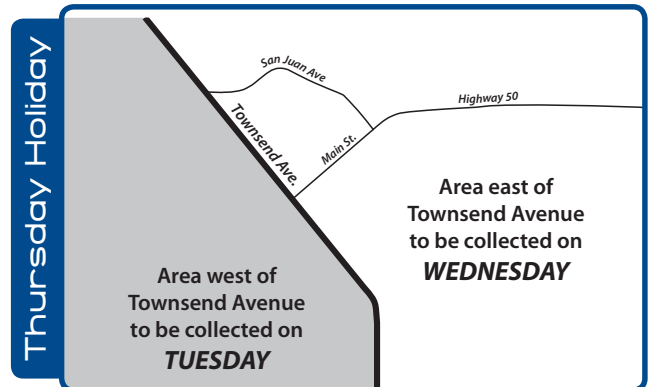 Thursday Holiday
San Juan Ave
Highway 50
Townsend Ave.
Main St.
Area east of
Townsend Avenue
to be collected on
WEDNESDAY
Area west of
Townsend Avenue
to be collected on
TUESDAY